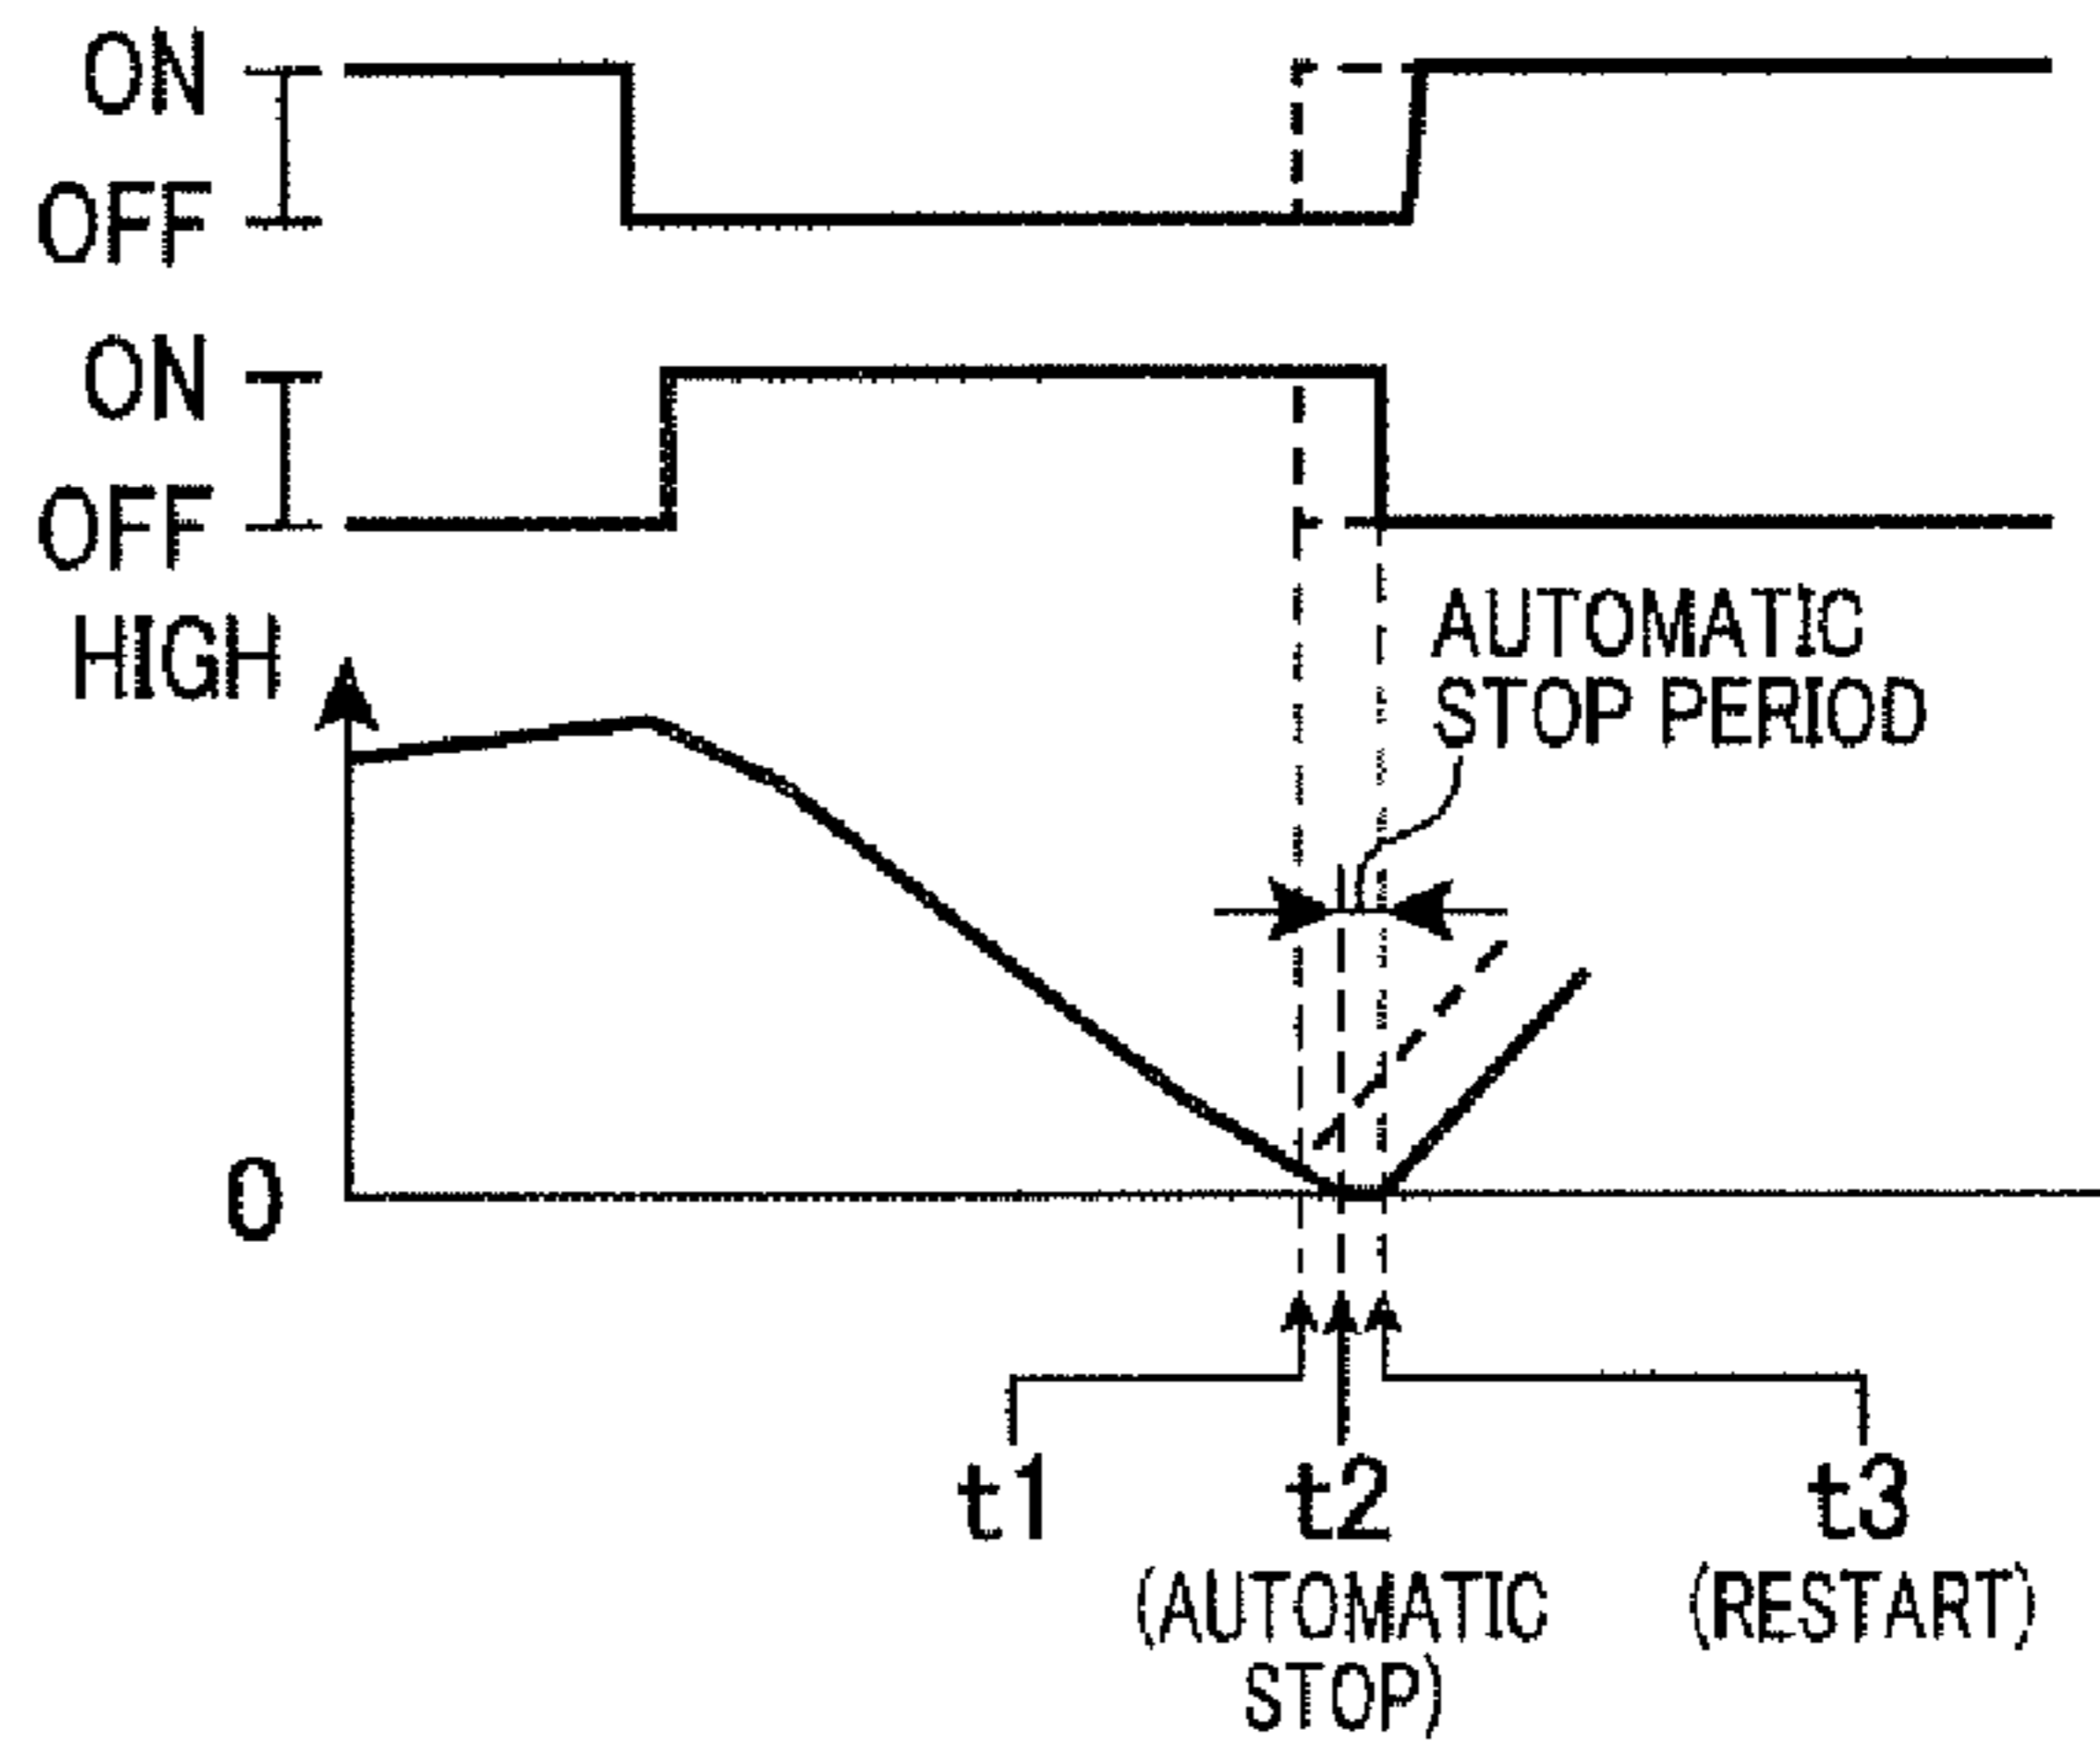 ON
OFF
ON
OFF
HIGH
AUTOMATIC
STOP PERIOD
0
t1
t2
t3
(AUTOMATIC
STOP)
(RESTART)